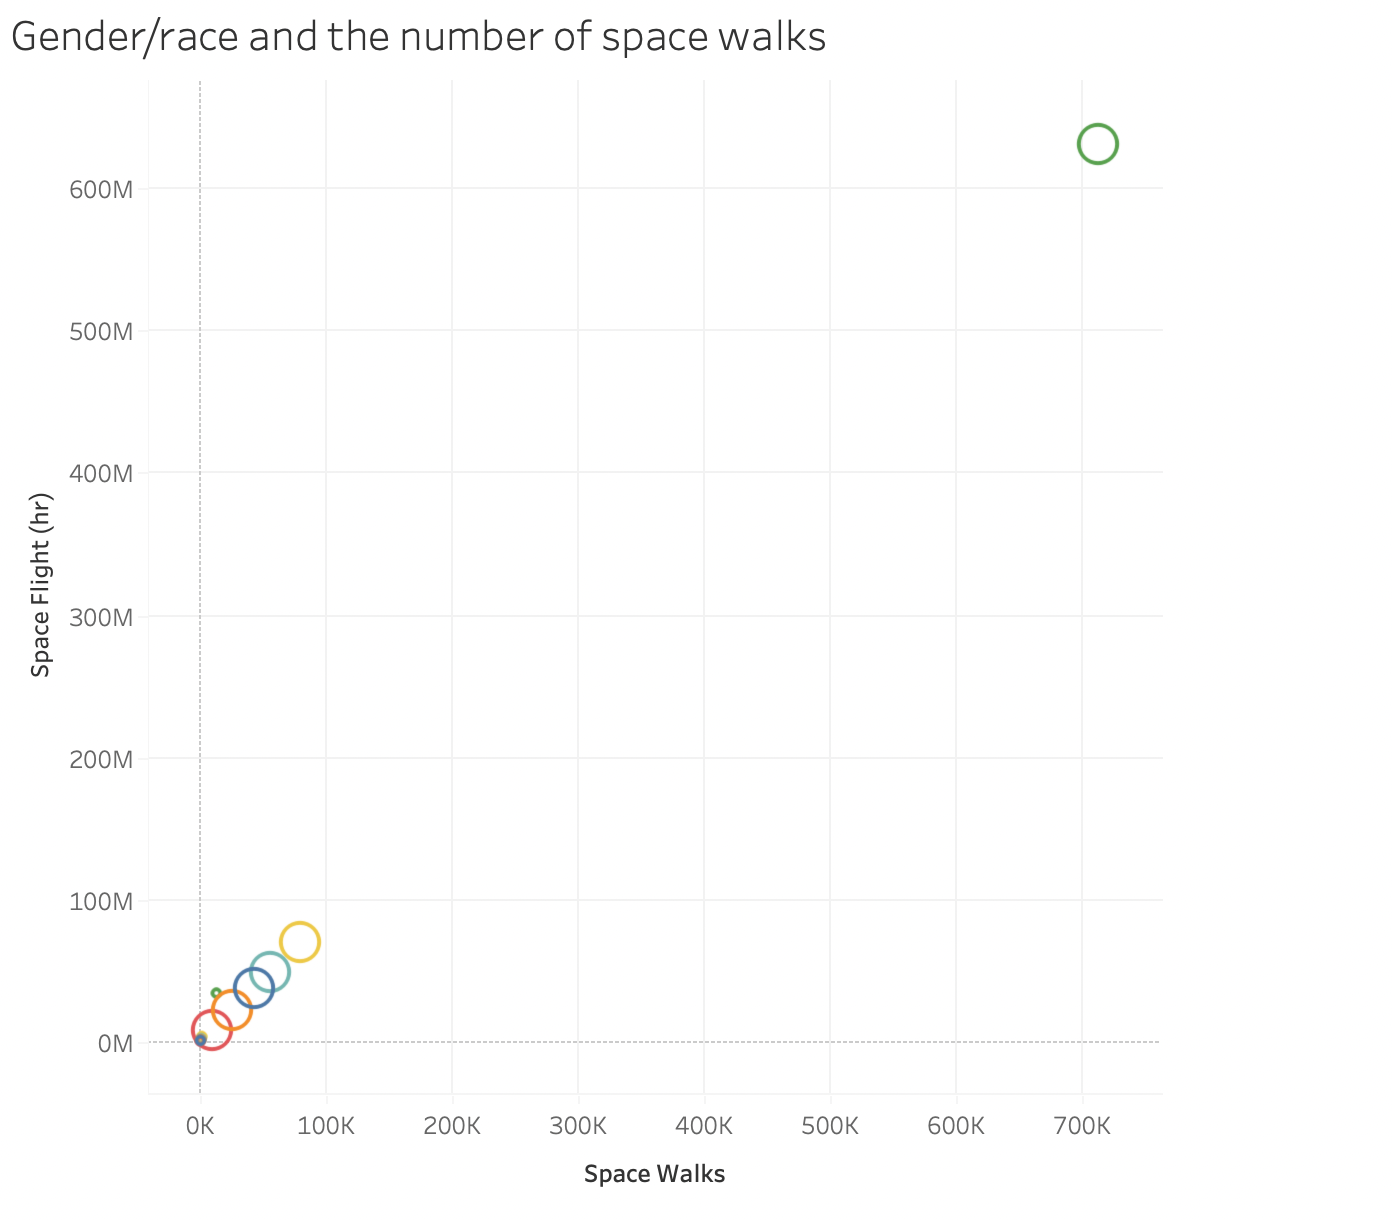 Gender/race and the number of space walks
600M
500M
400M
300M
200M
100M
0M
Space Flight (hr)
0K 100K 200K 300K 400K 500K 600K 700K
Space Walks